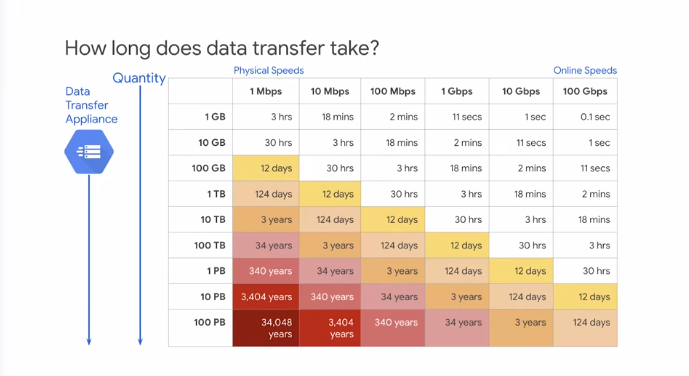 How long does data transfer take?
Physical Speeds Online Speeds
Quantity
Data
Transfer
Appliance
1 Mbps 10 Mbps 100 Mbps 1 Gbps 10 Gbps 100 Gbps
1 GB 3 hrs 18 mins 2 mins 11 secs 1 sec 0.1 sec
10 GB 30 hrs 3 hrs 18 mins 2 mins 11 secs 1 sec
100 GB 12 days 30 hrs 3 hrs 18 mins 2 mins 11 secs
1 TB 124 days 12 days 30 hrs 3 hrs 18 mins 2 mins
10 TB 3 years 124 days 12 days 30 hrs 3 hrs 18 mins
100 TB 34 years 3 years 124 days 12 days 30 hrs 3 hrs
1 PB 340 years 34 years 3 years 124 days 12 days 30 hrs
10 PB 3,404 years 340 years 34 years 3 years 124 days 12 days
100 PB 34,048 years 3,404 years 340 years 34 years 3 years 124 days